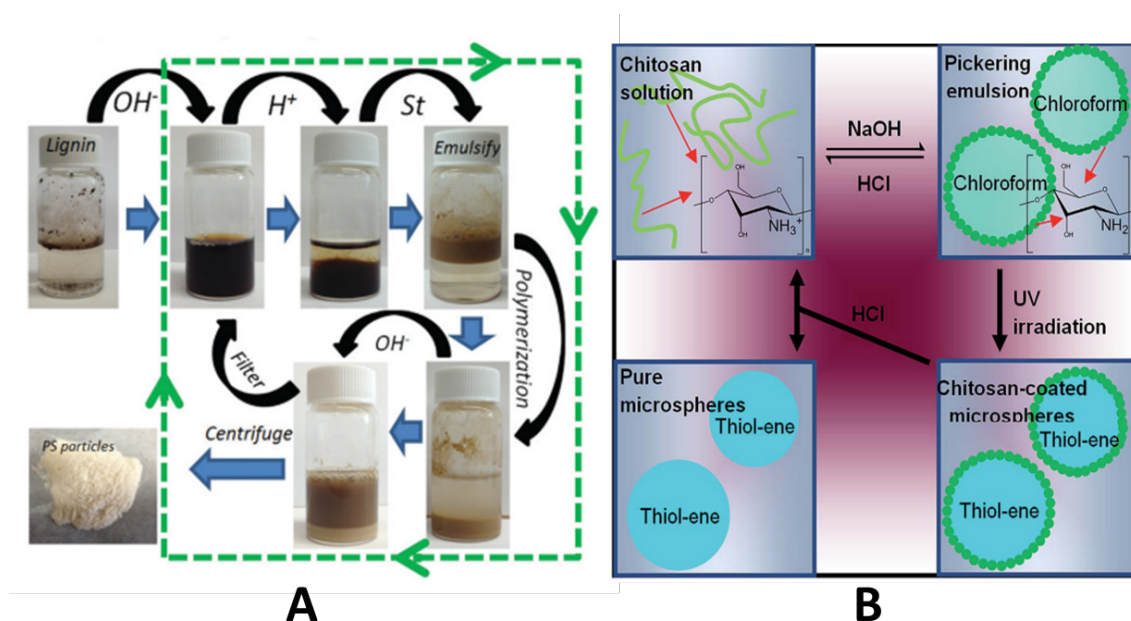 OH⁻
H⁺
St
Lignin
Emulsify
Polymerization
OH⁻
Filter
Centrifuge
PS particles
A
Chitosan
solution
OH
O
O
OH
NH₃⁺
n
NaOH
HCl
Pickering
emulsion
Chloroform
Chloroform
OH
O
O
OH
NH₂
HCl
UV
irradiation
Pure
microspheres
Thiol-ene
Thiol-ene
Chitosan-coated
microspheres
Thiol-ene
Thiol-ene
B